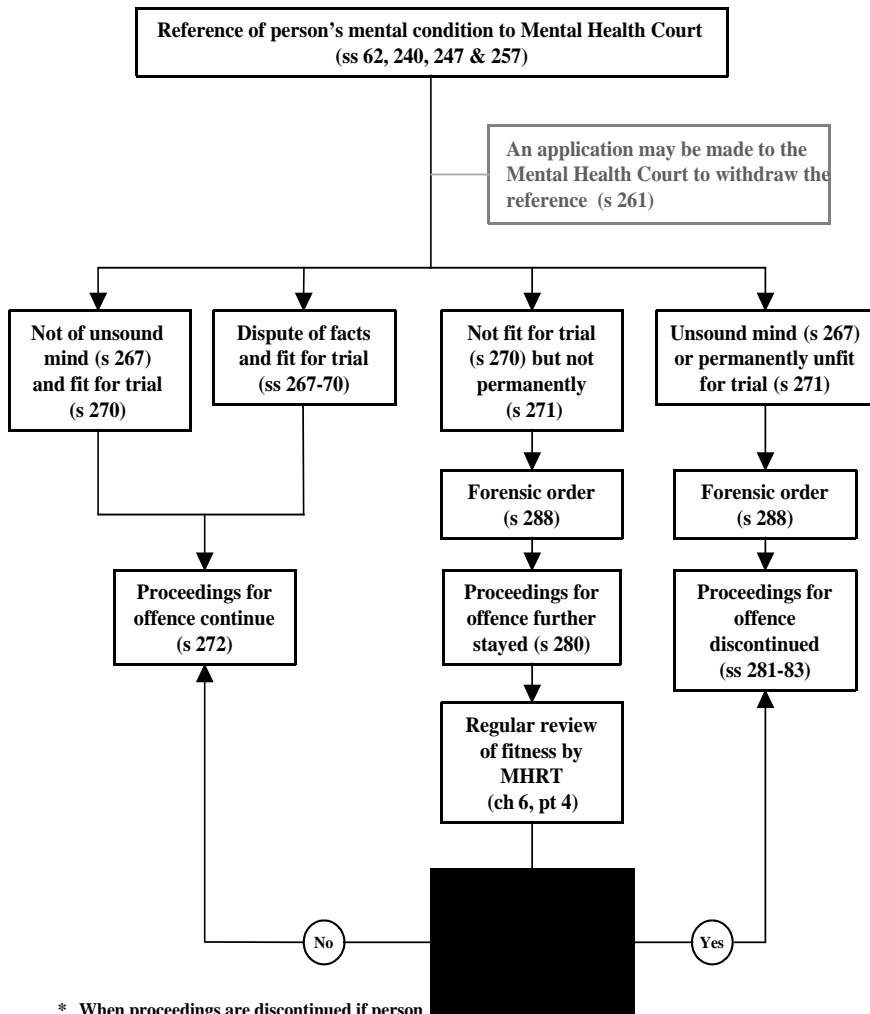 Reference of person’s mental condition to Mental Health Court
(ss 62, 240, 247 & 257)
An application may be made to the
Mental Health Court to withdraw the
reference (s 261)
Not of unsound
mind (s 267)
and fit for trial
(s 270)
Dispute of facts
and fit for trial
(ss 267-70)
Not fit for trial
(s 270) but not
permanently
(s 271)
Unsound mind (s 267)
or permanently unfit
for trial (s 271)
Forensic order
(s 288)
Forensic order
(s 288)
Proceedings for
offence continue
(s 272)
Proceedings for
offence further
stayed (s 280)
Proceedings for
offence
discontinued
(ss 281-83)
Regular review
of fitness by
MHRT
(ch 6, pt 4)
No
Yes
* When proceedings are discontinued if person